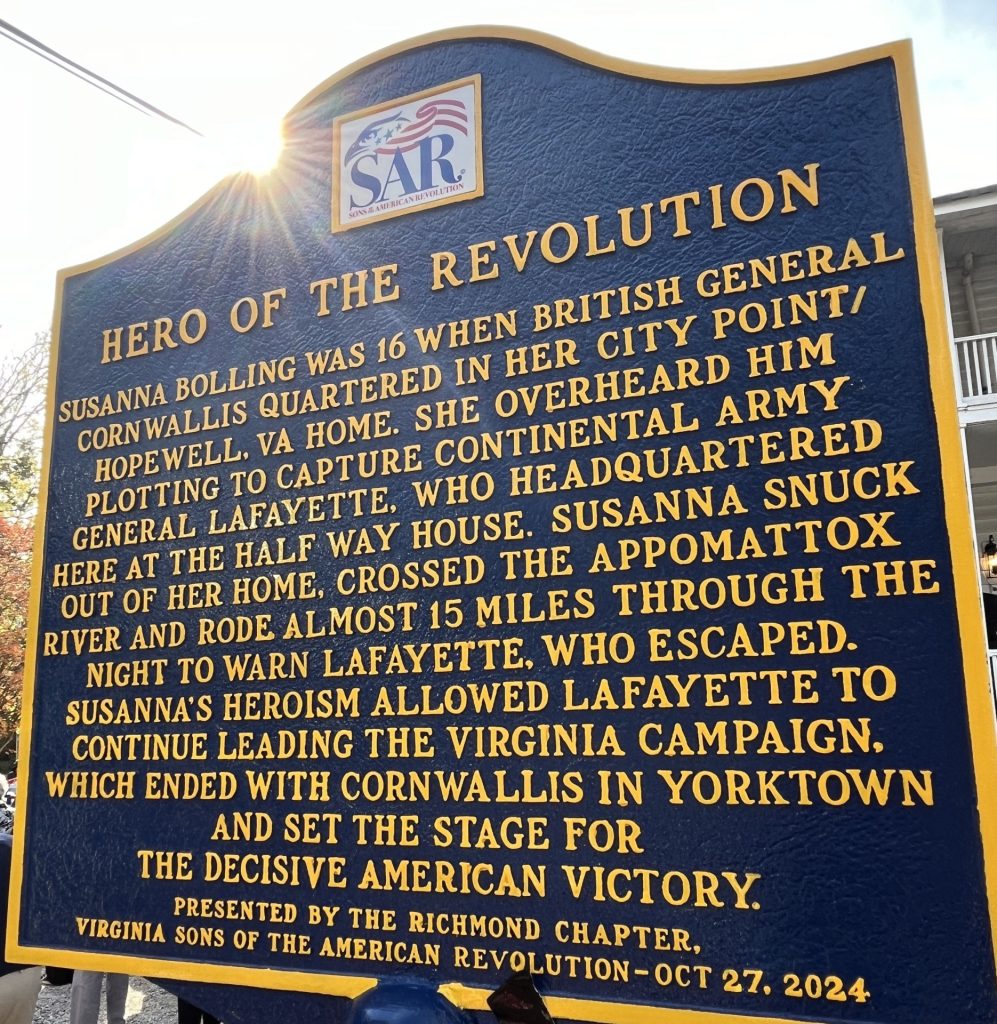 SAR®
SONS OF THE AMERICAN REVOLUTION
HERO OF THE REVOLUTION
SUSANNA BOLLING WAS 16 WHEN BRITISH GENERAL
CORNWALLIS QUARTERED IN HER CITY POINT/
HOPEWELL, VA HOME. SHE OVERHEARD HIM
PLOTTING TO CAPTURE CONTINENTAL ARMY
GENERAL LAFAYETTE, WHO HEADQUARTERED
HERE AT THE HALF WAY HOUSE. SUSANNA SNUCK
OUT OF HER HOME, CROSSED THE APPOMATTOX
RIVER AND RODE ALMOST 15 MILES THROUGH THE
NIGHT TO WARN LAFAYETTE, WHO ESCAPED.
SUSANNA'S HEROISM ALLOWED LAFAYETTE TO
CONTINUE LEADING THE VIRGINIA CAMPAIGN,
WHICH ENDED WITH CORNWALLIS IN YORKTOWN
AND SET THE STAGE FOR
THE DECISIVE AMERICAN VICTORY.
PRESENTED BY THE RICHMOND CHAPTER,
VIRGINIA SONS OF THE AMERICAN REVOLUTION-OCT 27, 2024